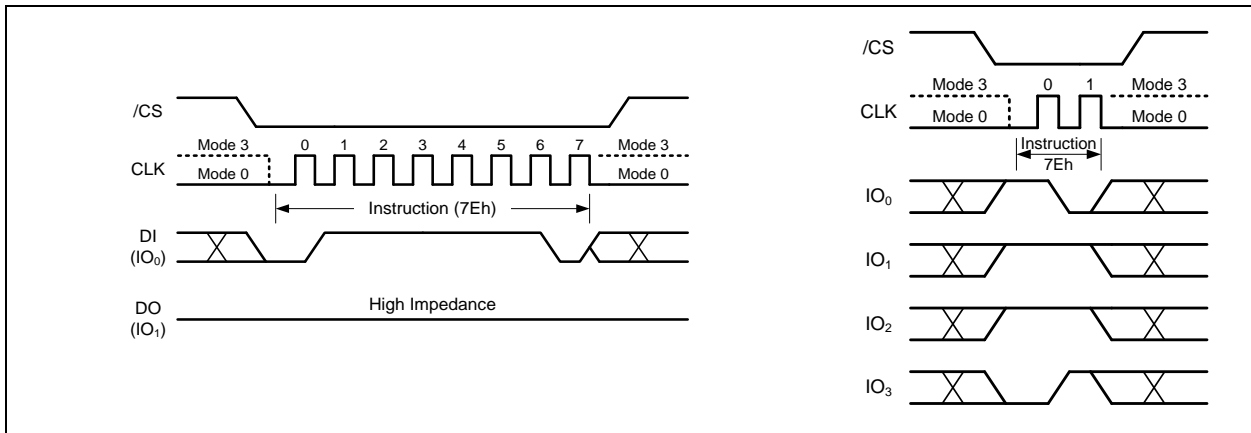 /CS
Mode 3 0 1 2 3 4 5 6 7 Mode 3
CLK
Mode 0 Mode 0
Instruction (7Eh)
DI
(IO₀)
High Impedance
DO
(IO₁)
/CS
Mode 3 0 1 Mode 3
CLK
Mode 0 Mode 0
Instruction
7Eh
IO₀
IO₁
IO₂
IO₃